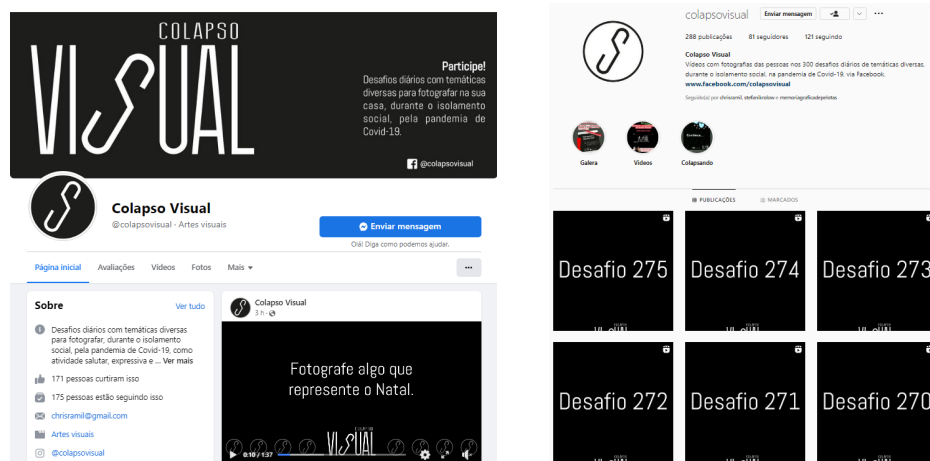 COLAPSO
VISUAL
Participe!
Desafios diários com temáticas
diversas para fotografar na sua
casa, durante o isolamento
social, pela pandemia de
Covid-19.
@colapsovisual
Colapso Visual
@colapsovisual · Artes visuais
Enviar mensagem
Olá! Diga como podemos ajudar.
Página inicial Avaliações Vídeos Fotos Mais
Sobre Ver tudo
Desafios diários com temáticas diversas
para fotografar, durante o isolamento
social, pela pandemia de Covid-19, como
atividade salutar, expressiva e ... Ver mais
171 pessoas curtiram isso
175 pessoas estão seguindo isso
chrisramil@gmail.com
Artes visuais
@colapsovisual
Colapso Visual
3 h ·
Fotografe algo que
represente o Natal.
COLAPSO
VISUAL
0:10 / 1:37
colapsovisual Enviar mensagem
288 publicações 81 seguidores 121 seguindo
Colapso Visual
Vídeos com fotografias das pessoas nos 300 desafios diários de temáticas diversas,
durante o isolamento social, na pandemia de Covid-19, via Facebook.
www.facebook.com/colapsovisual
Seguido(a) por chrisramil, stefanibrolow e memoriagraficadepelotas
Galera Vídeos Colapsando
PUBLICAÇÕES MARCADOS
Desafio 275 Desafio 274 Desafio 273
Desafio 272 Desafio 271 Desafio 270